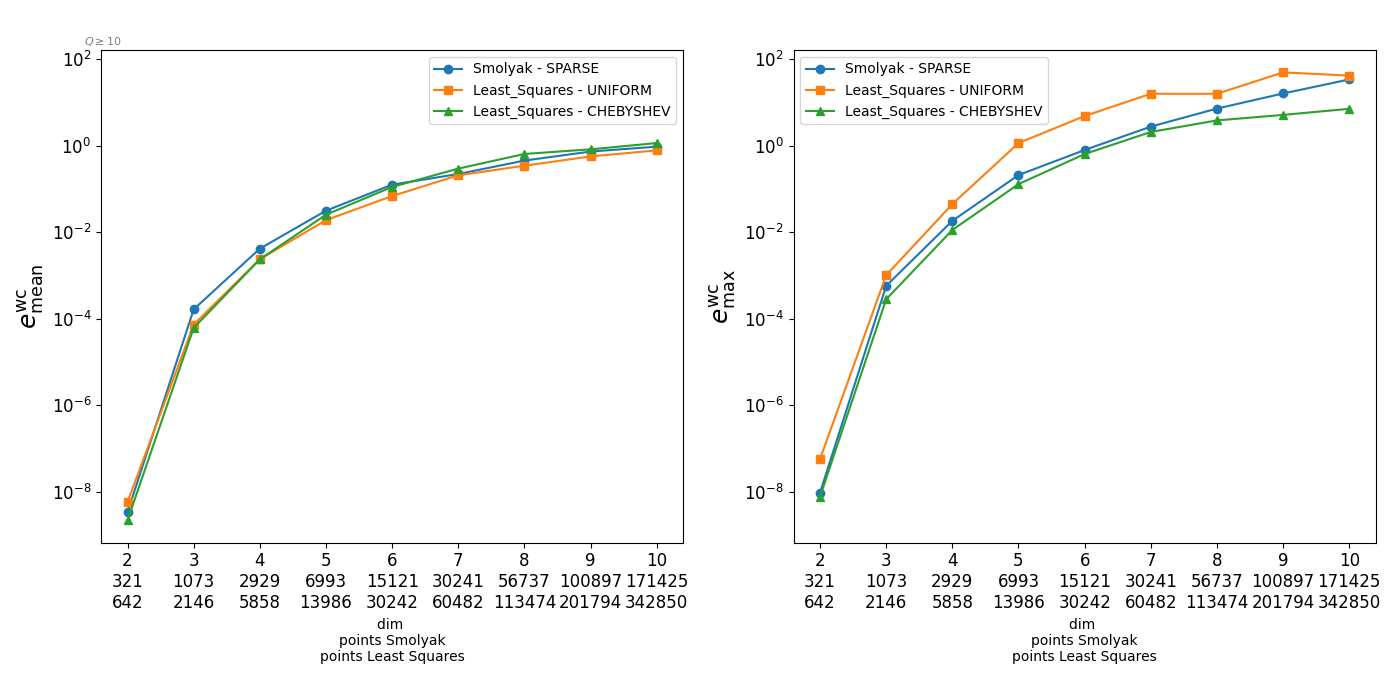 Q ≥ 10
Smolyak - SPARSE
Least_Squares - UNIFORM
Least_Squares - CHEBYSHEV
10^2
10^0
10^−2
10^−4
10^−6
10^−8
e^wc_mean
2 3 4 5 6 7 8 9 10
321 1073 2929 6993 15121 30241 56737 100897 171425
642 2146 5858 13986 30242 60482 113474 201794 342850
dim
points Smolyak
points Least Squares
Smolyak - SPARSE
Least_Squares - UNIFORM
Least_Squares - CHEBYSHEV
10^2
10^0
10^−2
10^−4
10^−6
10^−8
e^wc_max
2 3 4 5 6 7 8 9 10
321 1073 2929 6993 15121 30241 56737 100897 171425
642 2146 5858 13986 30242 60482 113474 201794 342850
dim
points Smolyak
points Least Squares